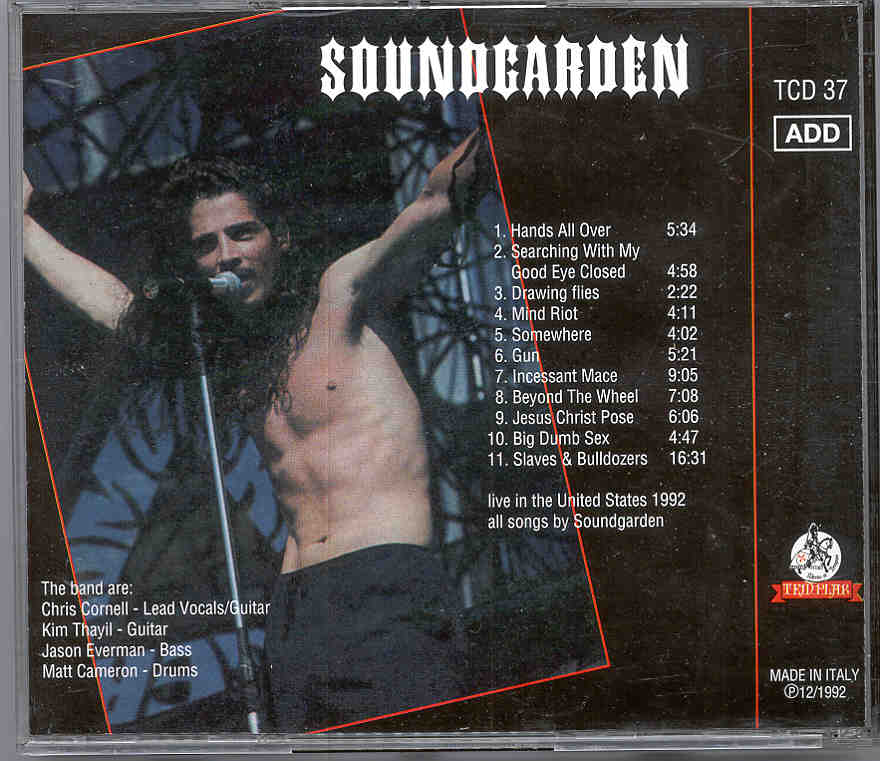 SOUNDGARDEN
TCD 37
ADD
1. Hands All Over 5:34
2. Searching With My
Good Eye Closed 4:58
3. Drawing flies 2:22
4. Mind Riot 4:11
5. Somewhere 4:02
6. Gun 5:21
7. Incessant Mace 9:05
8. Beyond The Wheel 7:08
9. Jesus Christ Pose 6:06
10. Big Dumb Sex 4:47
11. Slaves & Bulldozers 16:31
live in the United States 1992
all songs by Soundgarden
The band are:
Chris Cornell - Lead Vocals/Guitar
Kim Thayil - Guitar
Jason Everman - Bass
Matt Cameron - Drums
TEMPLAR
MADE IN ITALY
℗12/1992